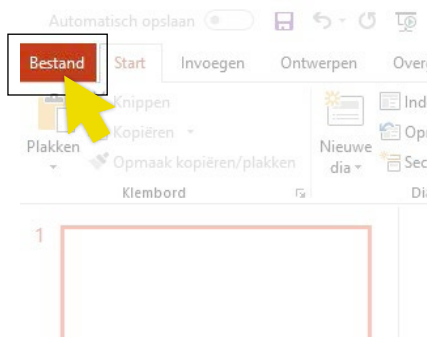 Automatisch opslaan
Bestand Start Invoegen Ontwerpen
Knippen
Kopiëren
Opmaak kopiëren/plakken
Plakken
Nieuwe
dia
Klembord
1